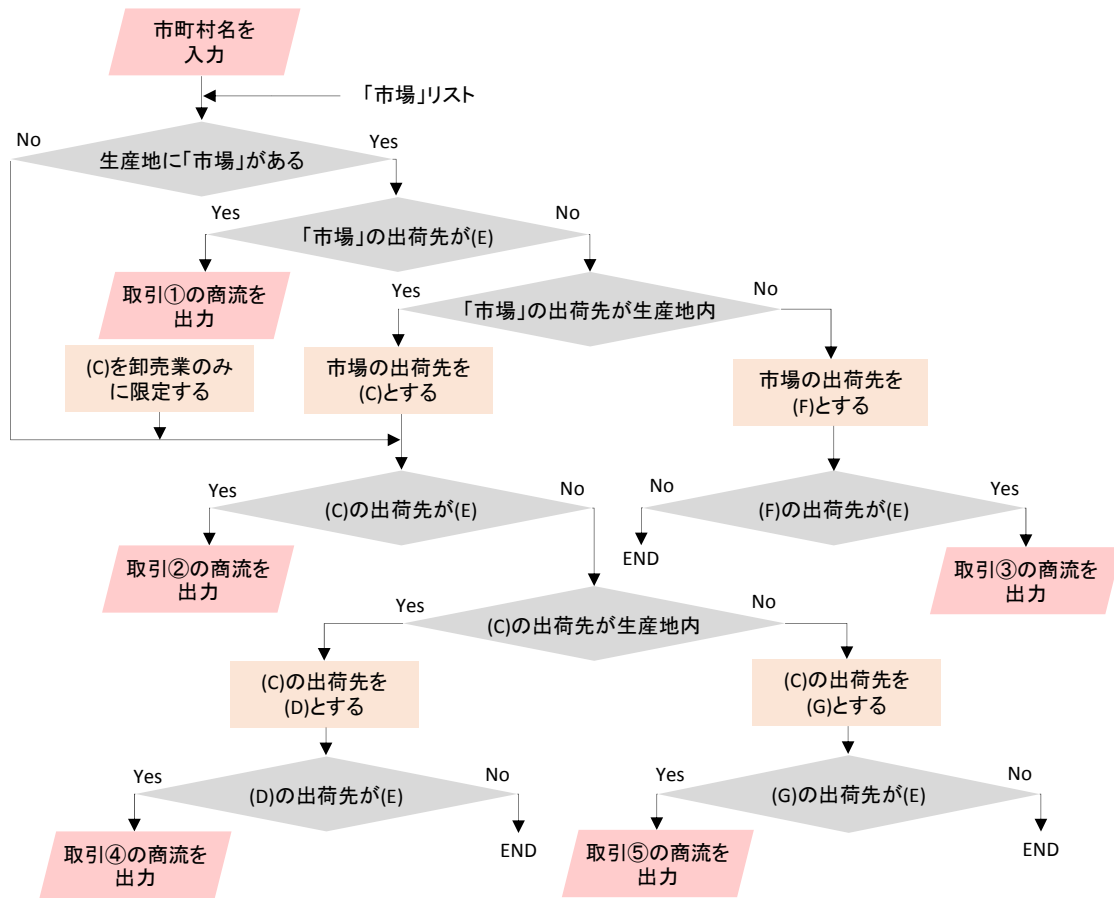 市町村名を
入力
「市場」リスト
No
Yes
生産地に「市場」がある
Yes
No
「市場」の出荷先が(E)
取引①の商流を
出力
Yes
No
「市場」の出荷先が生産地内
(C)を卸売業のみ
に限定する
市場の出荷先を
(C)とする
市場の出荷先を
(F)とする
Yes
No
(C)の出荷先が(E)
No
Yes
(F)の出荷先が(E)
取引②の商流を
出力
END
取引③の商流を
出力
Yes
No
(C)の出荷先が生産地内
(C)の出荷先を
(D)とする
(C)の出荷先を
(G)とする
Yes
No
(D)の出荷先が(E)
Yes
No
(G)の出荷先が(E)
取引④の商流を
出力
END
取引⑤の商流を
出力
END